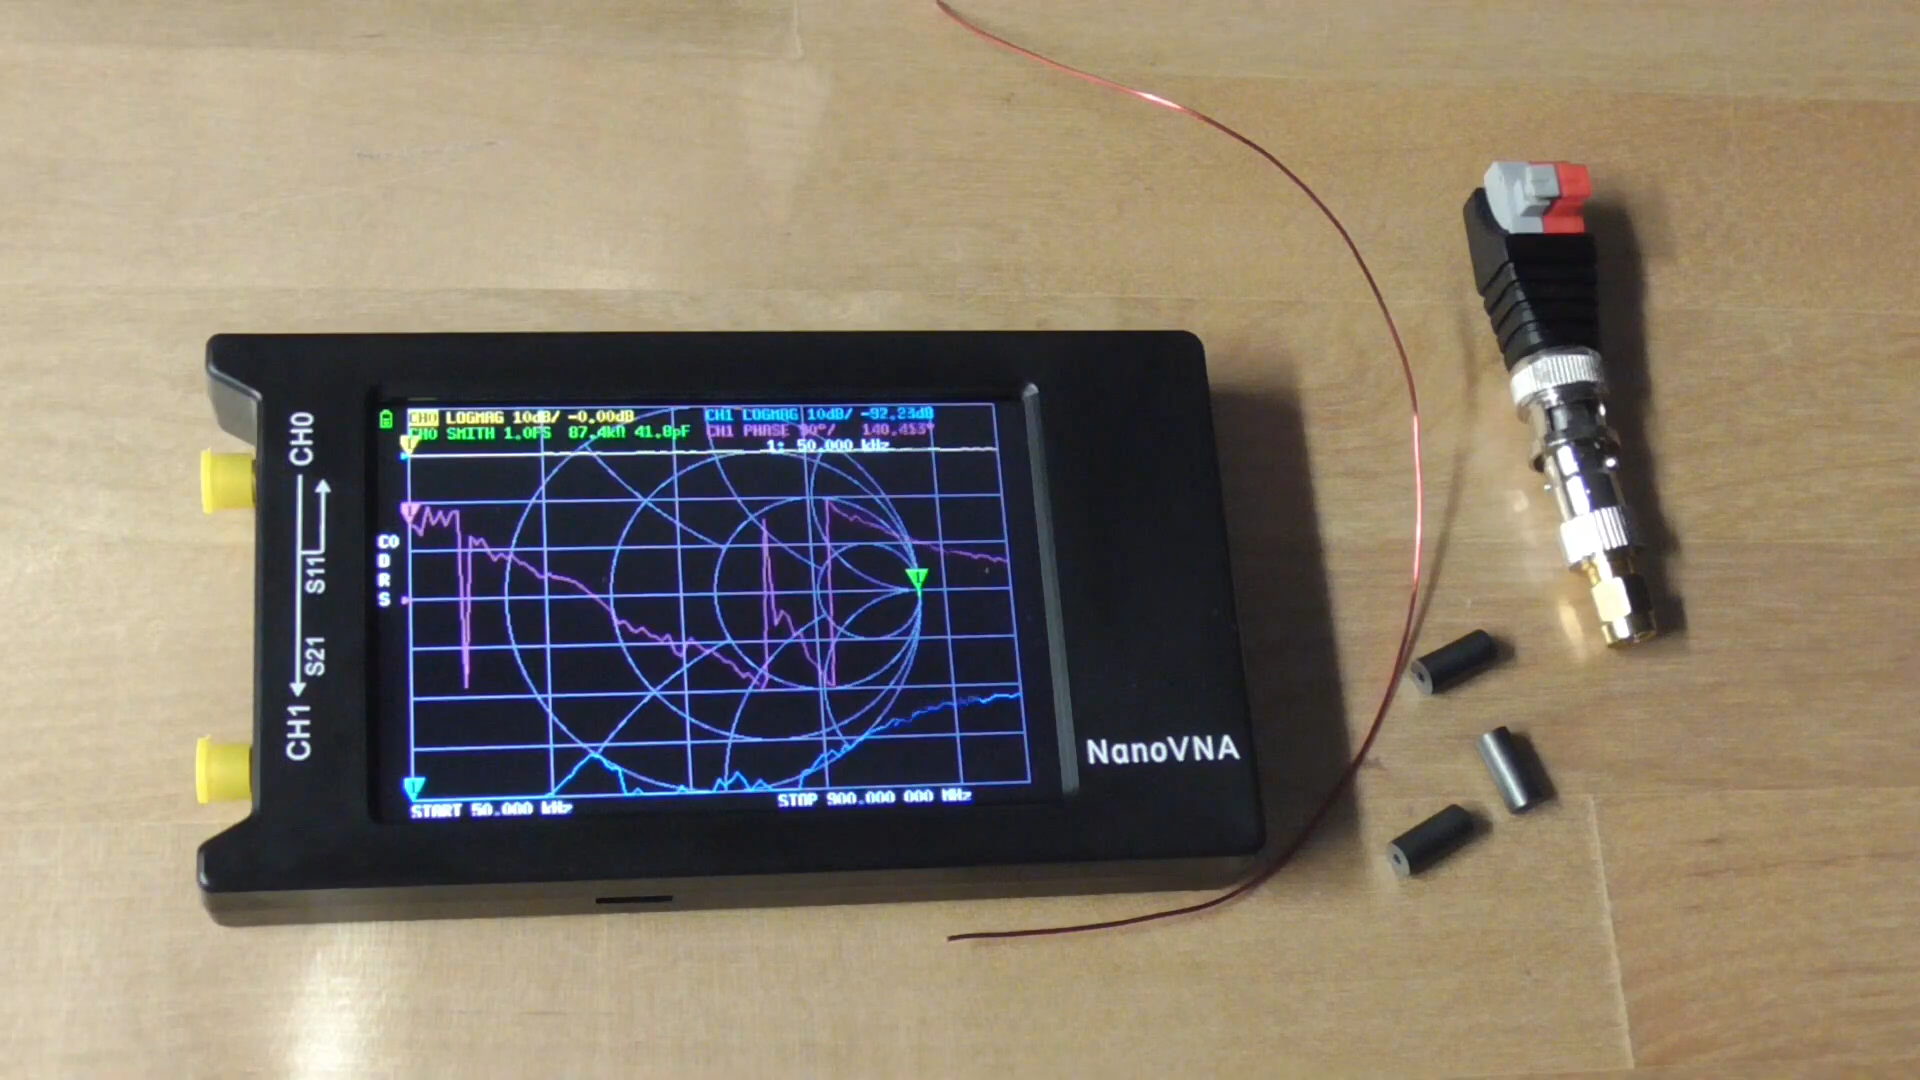 CH0 LOGMAG 10dB/ -0.00dB
CH0 SMITH 1.0FS 87.4kΩ 41.8pF
CH1 LOGMAG 10dB/ -92.23dB
CH1 PHASE 90°/ 140.453°
1: 50.000 kHz
C0
D
R
S
START 50.000 kHz
STOP 900.000 000 MHz
CH0
S11
S21
CH1
NanoVNA